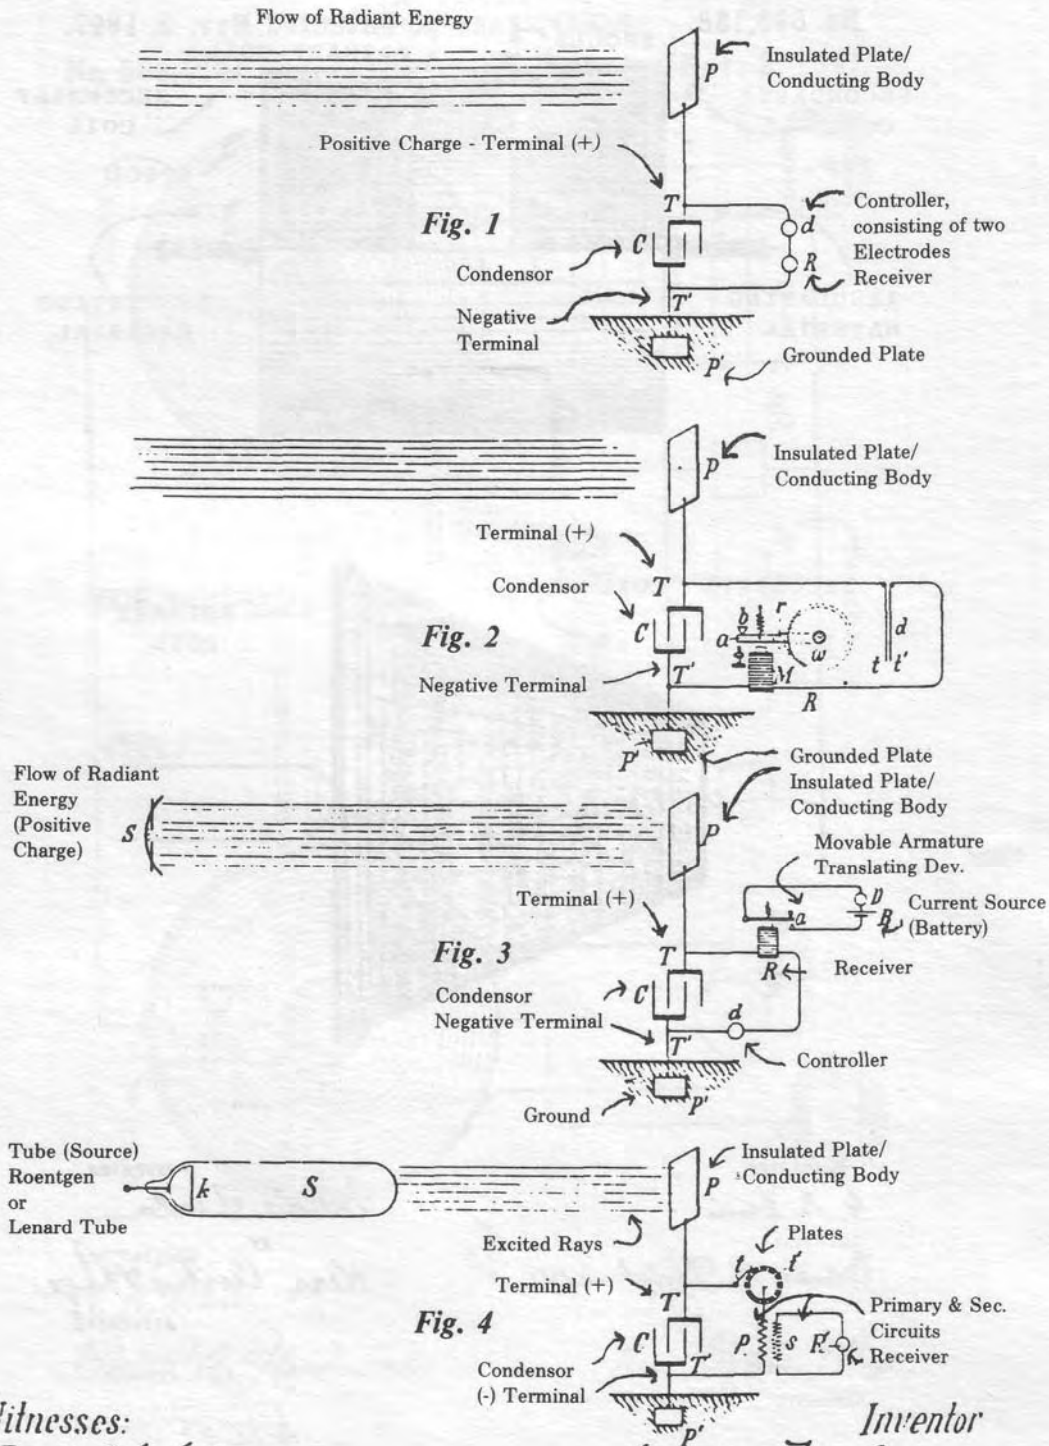 Flow of Radiant Energy
Insulated Plate/
Conducting Body
P
Positive Charge - Terminal (+)
T
Fig. 1
Controller,
consisting of two
Electrodes
Receiver
d
C
R
Condensor
T'
Negative
Terminal
P'
Grounded Plate
Insulated Plate/
Conducting Body
P
Terminal (+)
Condensor
T
Fig. 2
C
a
b
r
w
M
d
t t'
T'
Negative Terminal
R
P'
Grounded Plate
Flow of Radiant
Energy
(Positive
Charge)
S
Insulated Plate/
Conducting Body
P
Movable Armature
Translating Dev.
Terminal (+)
D
a
B
Current Source
(Battery)
Fig. 3
T
R
Receiver
C
Condensor
Negative Terminal
d
T'
Controller
P'
Ground
Tube (Source)
Roentgen
or
Lenard Tube
k
S
Insulated Plate/
Conducting Body
P
Excited Rays
Plates
t t'
Terminal (+)
T
Primary & Sec.
Circuits
Receiver
Fig. 4
C
P
s
R'
T'
Condensor
(-) Terminal
P'
Witnesses:
Inventor